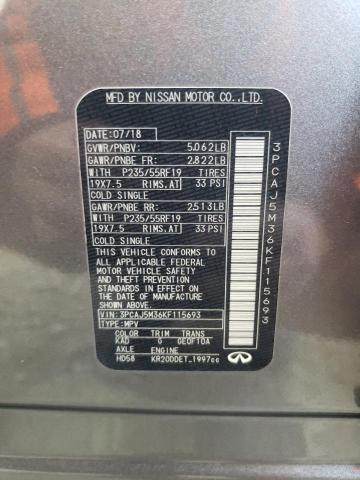 MFD BY NISSAN MOTOR CO.,LTD.
DATE:07/18
GVWR/PNBV: 5,062LB
GAWR/PNBE FR: 2,822LB
WITH P235/55RF19 TIRES
19X7.5 RIMS,AT 33 PSI
COLD SINGLE
GAWR/PNBE RR: 2,513LB
WITH P235/55RF19 TIRES
19X7.5 RIMS,AT 33 PSI
COLD SINGLE
THIS VEHICLE CONFORMS TO
ALL APPLICABLE FEDERAL
MOTOR VEHICLE SAFETY
AND THEFT PREVENTION
STANDARDS IN EFFECT ON THE
DATE OF MANUFACTURE
SHOWN ABOVE.
VIN:3PCAJ5M36KF115693
TYPE:MPV
COLOR TRIM TRANS
KAD G GE0F10A
AXLE ENGINE
HD58 KR20DDET 1997cc
INFINITI
3PCAJ5M36KF115693